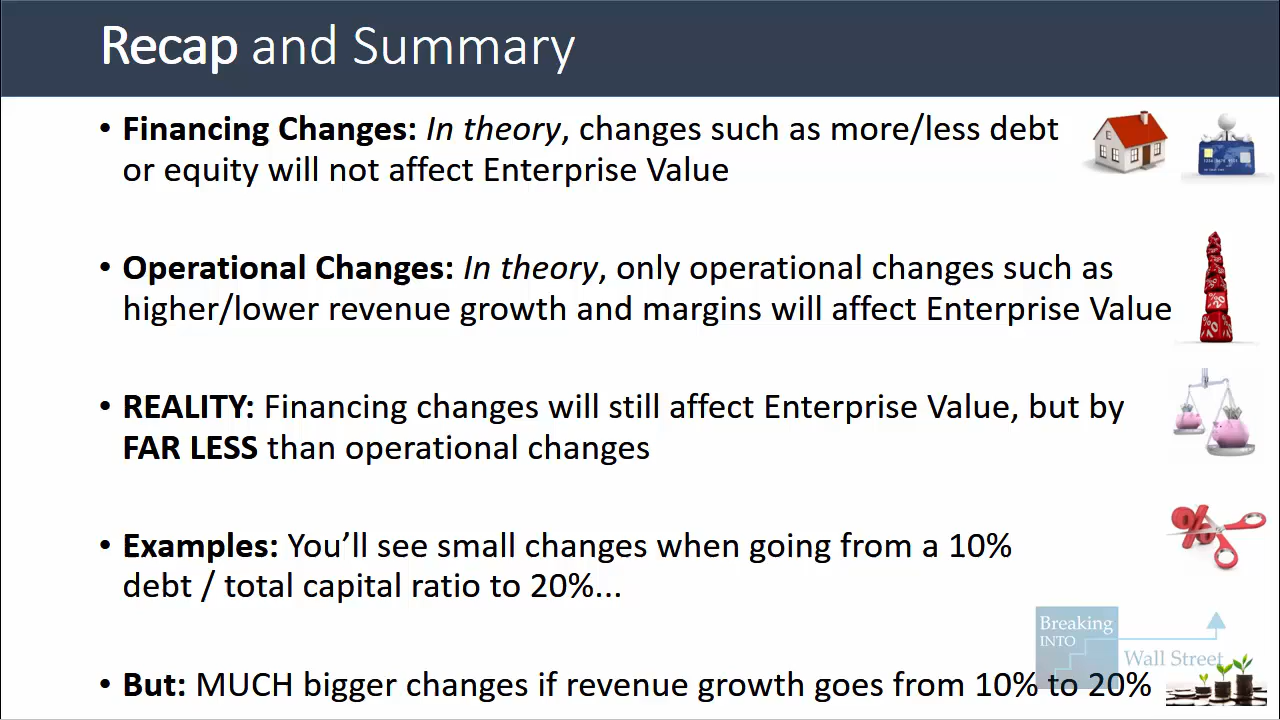 Recap and Summary
• Financing Changes: In theory, changes such as more/less debt
or equity will not affect Enterprise Value
• Operational Changes: In theory, only operational changes such as
higher/lower revenue growth and margins will affect Enterprise Value
• REALITY: Financing changes will still affect Enterprise Value, but by
FAR LESS than operational changes
• Examples: You’ll see small changes when going from a 10%
debt / total capital ratio to 20%...
Breaking
INTO
Wall Street
• But: MUCH bigger changes if revenue growth goes from 10% to 20%